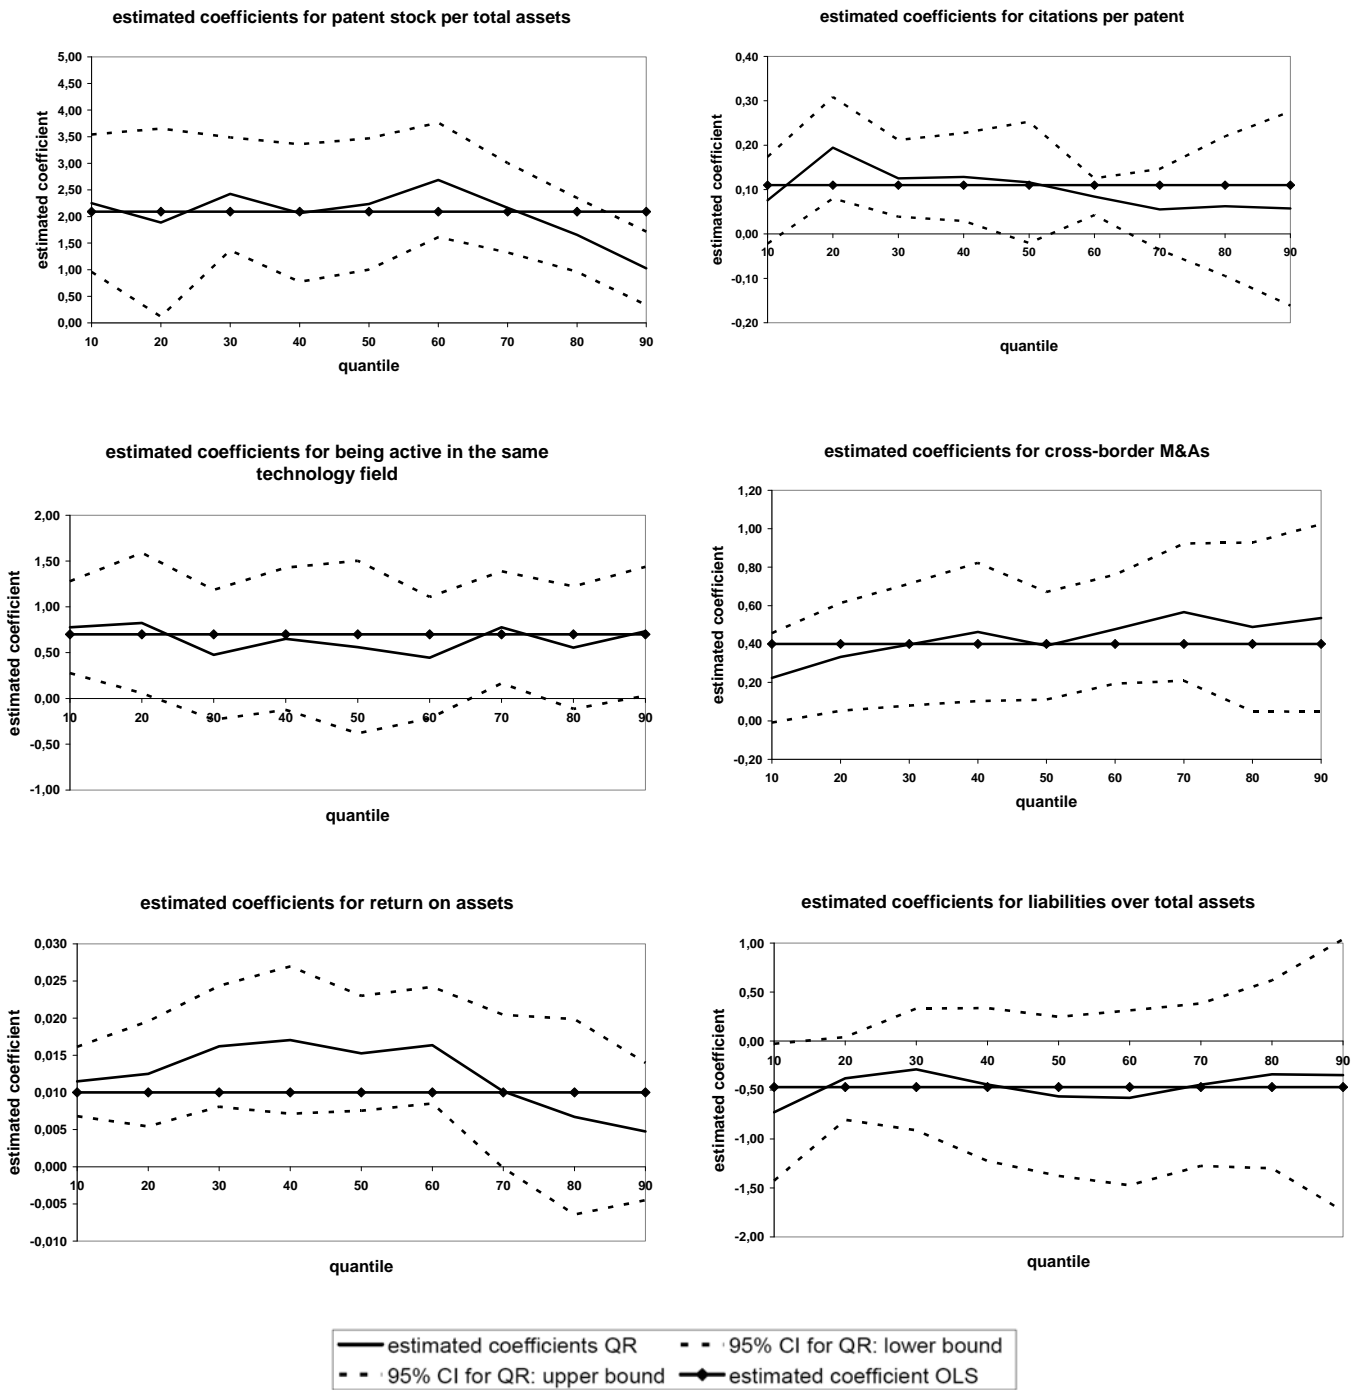 estimated coefficients for patent stock per total assets
5,00
4,50
4,00
3,50
3,00
2,50
2,00
1,50
1,00
0,50
0,00
estimated coefficient
10 20 30 40 50 60 70 80 90
quantile
estimated coefficients for citations per patent
0,40
0,30
0,20
0,10
0,00
-0,10
-0,20
estimated coefficient
10 20 30 40 50 60 70 80 90
quantile
estimated coefficients for being active in the same
technology field
2,00
1,50
1,00
0,50
0,00
-0,50
-1,00
estimated coefficient
10 20 30 40 50 60 70 80 90
quantile
estimated coefficients for cross-border M&As
1,20
1,00
0,80
0,60
0,40
0,20
0,00
-0,20
estimated coefficient
10 20 30 40 50 60 70 80 90
quantile
estimated coefficients for return on assets
0,030
0,025
0,020
0,015
0,010
0,005
0,000
-0,005
-0,010
estimated coefficient
10 20 30 40 50 60 70 80 90
quantile
estimated coefficients for liabilities over total assets
1,00
0,50
0,00
-0,50
-1,00
-1,50
-2,00
estimated coefficient
10 20 30 40 50 60 70 80 90
quantile
estimated coefficients QR 95% CI for QR: lower bound
95% CI for QR: upper bound estimated coefficient OLS